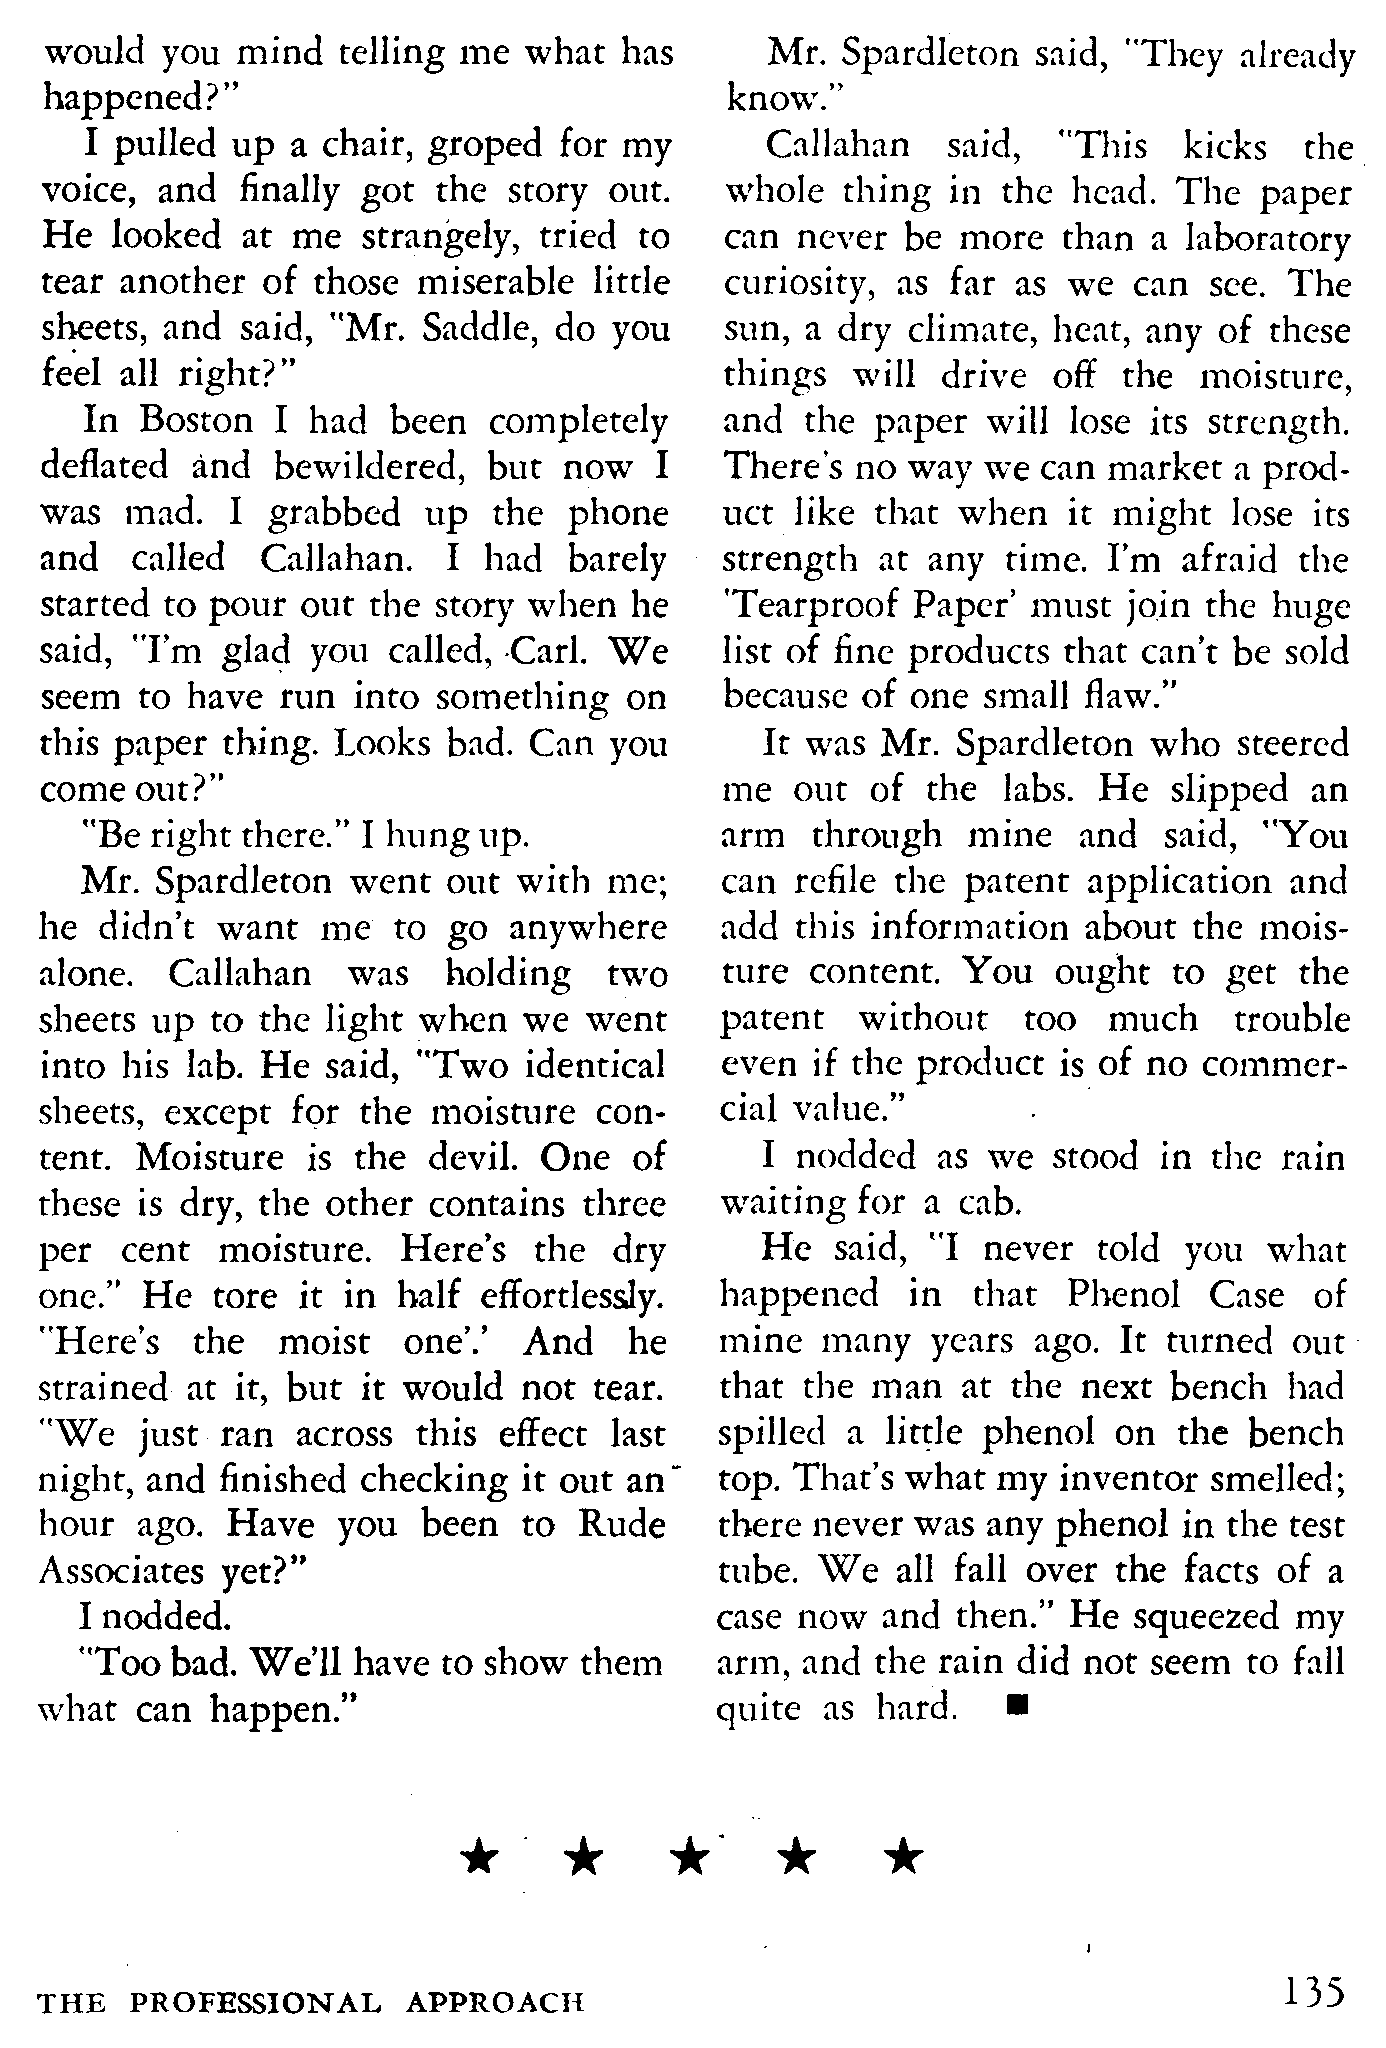 would you mind telling me what has
happened?"
I pulled up a chair, groped for my
voice, and finally got the story out.
He looked at me strangely, tried to
tear another of those miserable little
sheets, and said, "Mr. Saddle, do you
feel all right?"
In Boston I had been completely
deflated and bewildered, but now I
was mad. I grabbed up the phone
and called Callahan. I had barely
started to pour out the story when he
said, "I'm glad you called, Carl. We
seem to have run into something on
this paper thing. Looks bad. Can you
come out?"
"Be right there." I hung up.
Mr. Spardleton went out with me;
he didn't want me to go anywhere
alone. Callahan was holding two
sheets up to the light when we went
into his lab. He said, "Two identical
sheets, except for the moisture con-
tent. Moisture is the devil. One of
these is dry, the other contains three
per cent moisture. Here's the dry
one." He tore it in half effortlessly.
"Here's the moist one'.' And he
strained at it, but it would not tear.
"We just ran across this effect last
night, and finished checking it out an
hour ago. Have you been to Rude
Associates yet?"
I nodded.
"Too bad. We'll have to show them
what can happen."
Mr. Spardleton said, "They already
know."
Callahan said, "This kicks the
whole thing in the head. The paper
can never be more than a laboratory
curiosity, as far as we can see. The
sun, a dry climate, heat, any of these
things will drive off the moisture,
and the paper will lose its strength.
There's no way we can market a prod-
uct like that when it might lose its
strength at any time. I'm afraid the
'Tearproof Paper' must join the huge
list of fine products that can't be sold
because of one small flaw."
It was Mr. Spardleton who steered
me out of the labs. He slipped an
arm through mine and said, "You
can refile the patent application and
add this information about the mois-
ture content. You ought to get the
patent without too much trouble
even if the product is of no commer-
cial value."
I nodded as we stood in the rain
waiting for a cab.
He said, "I never told you what
happened in that Phenol Case of
mine many years ago. It turned out
that the man at the next bench had
spilled a little phenol on the bench
top. That's what my inventor smelled;
there never was any phenol in the test
tube. We all fall over the facts of a
case now and then." He squeezed my
arm, and the rain did not seem to fall
quite as hard. ■
★ ★ ★ ★ ★
THE PROFESSIONAL APPROACH
135